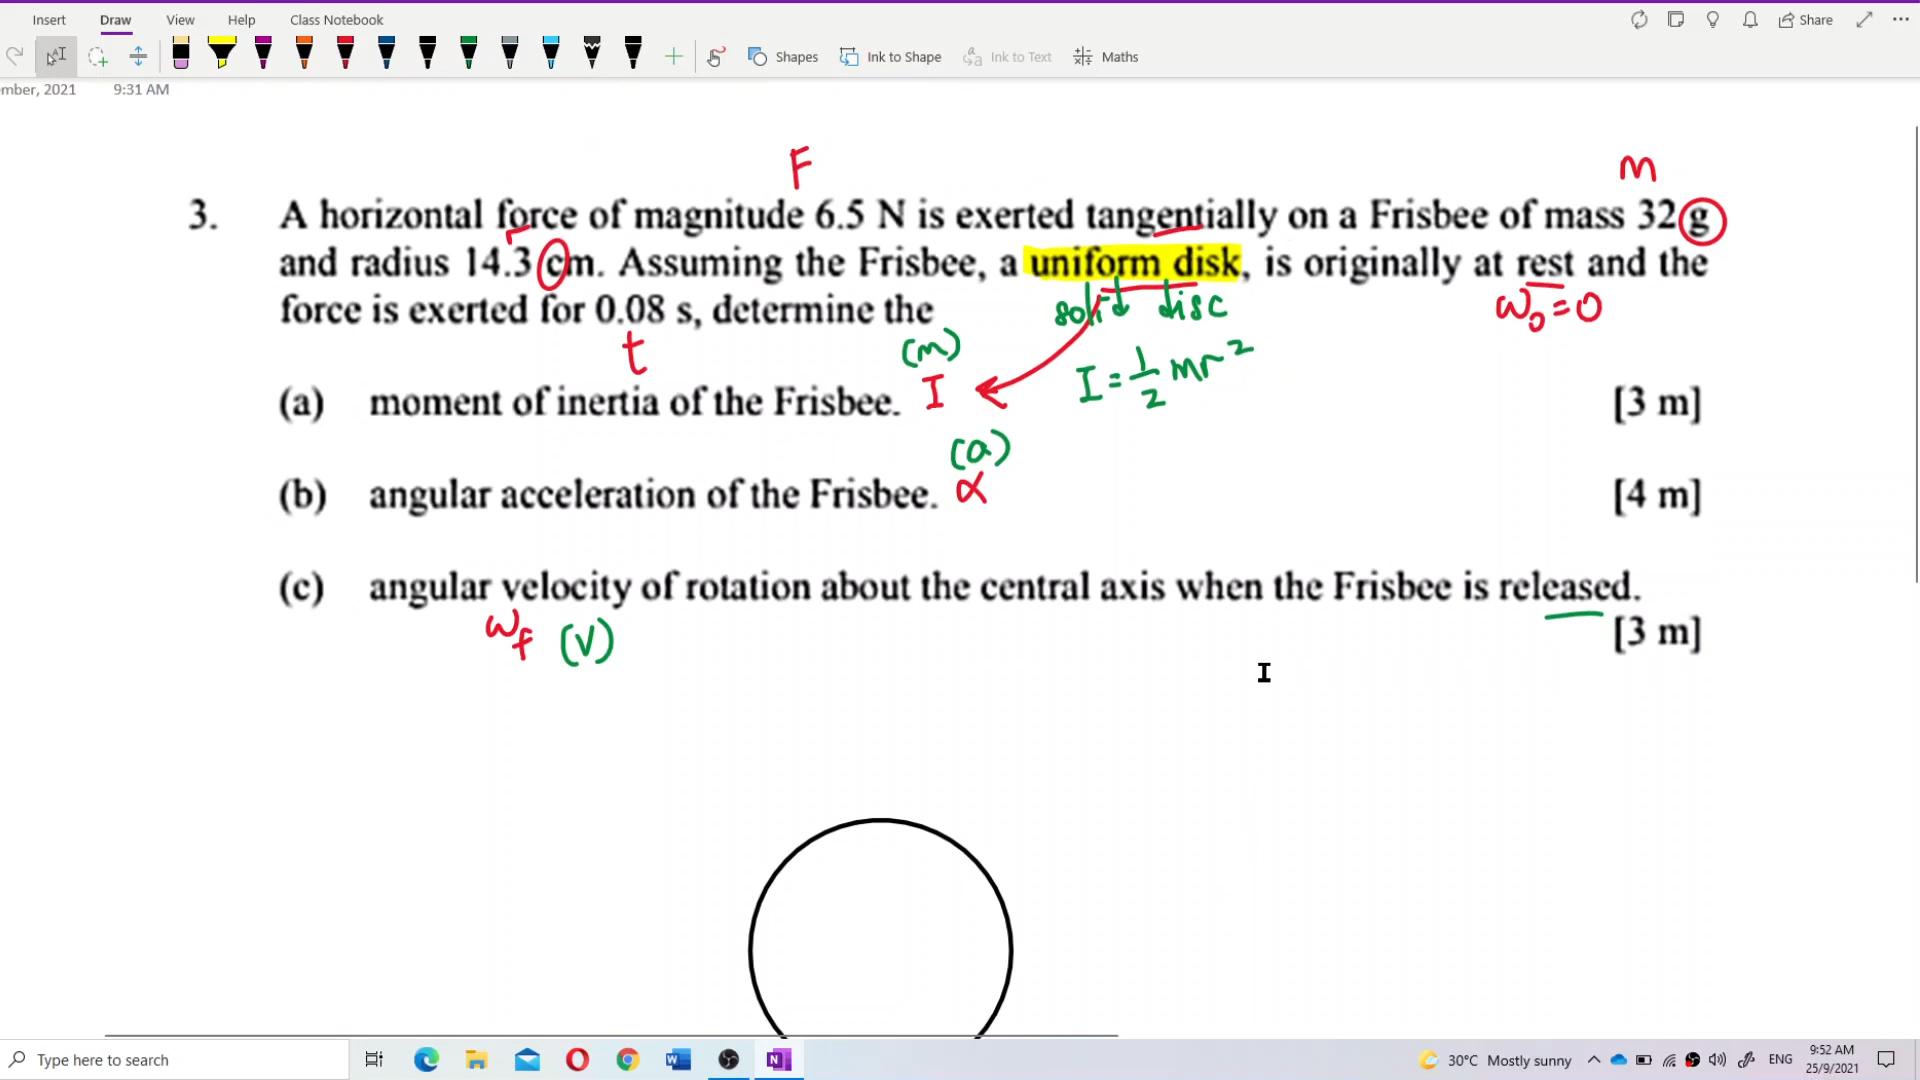 Insert Draw View Help Class Notebook Share
Shapes Ink to Shape Ink to Text Maths
mber, 2021 9:31 AM
F m
3. A horizontal force of magnitude 6.5 N is exerted tangentially on a Frisbee of mass 32 g
r
and radius 14.3 cm. Assuming the Frisbee, a uniform disk, is originally at rest and the
force is exerted for 0.08 s, determine the
solid disc ω₀=0
t (m) I = 1/2 mr²
(a) moment of inertia of the Frisbee. I [3 m]
(a)
(b) angular acceleration of the Frisbee. α [4 m]
(c) angular velocity of rotation about the central axis when the Frisbee is released.
ωf (v) [3 m]
Type here to search 30°C Mostly sunny ENG 9:52 AM
25/9/2021